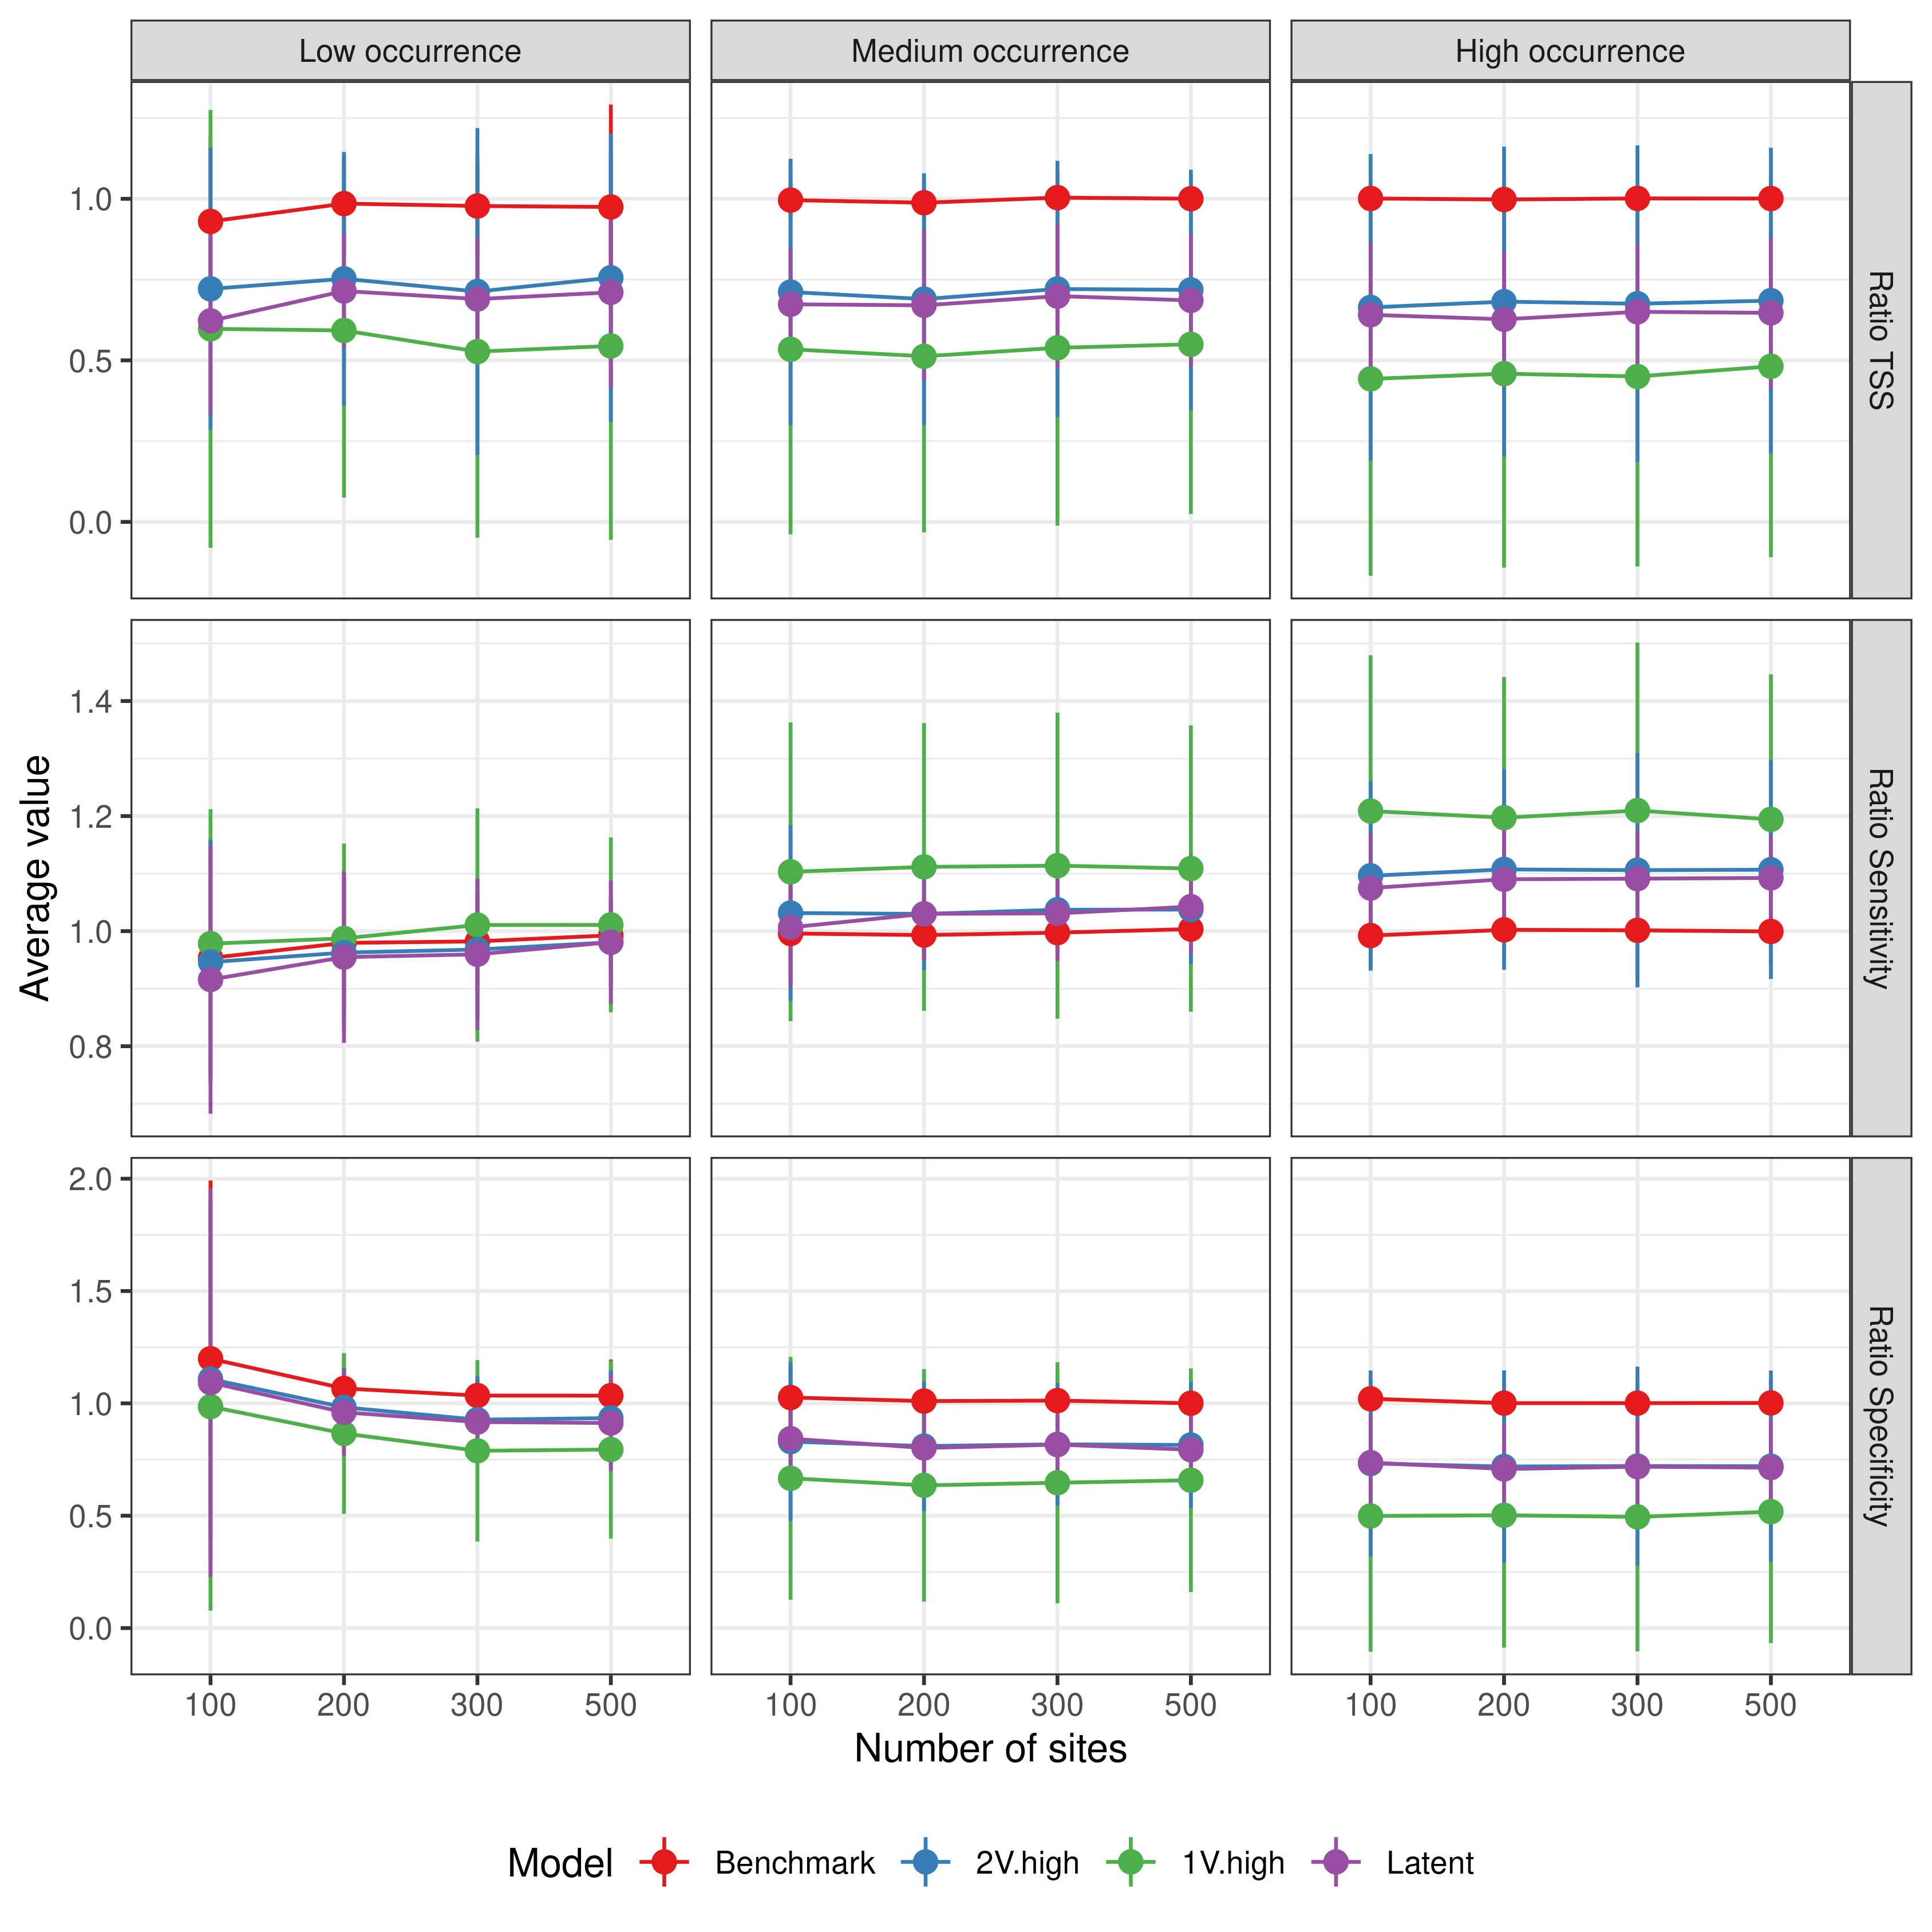 Low occurrence
Medium occurrence
High occurrence
1.0
0.5
0.0
Ratio TSS
1.4
1.2
1.0
0.8
Ratio Sensitivity
Average value
2.0
1.5
1.0
0.5
0.0
Ratio Specificity
100 200 300 500
100 200 300 500
100 200 300 500
Number of sites
Model Benchmark 2V.high 1V.high Latent